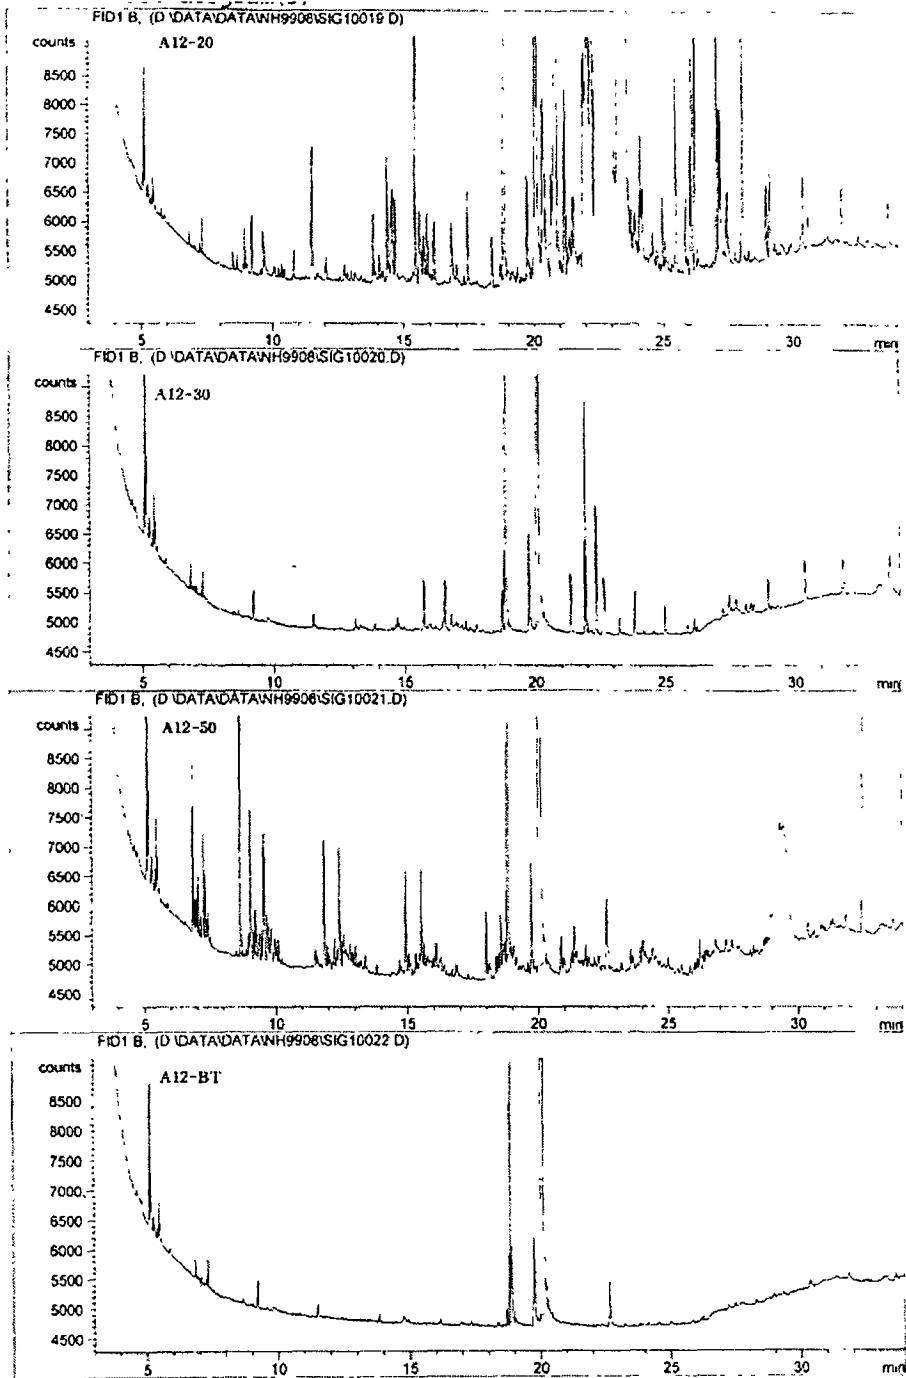 FID1 B, (D \DATA\DATA\NH9908\SIG10019 D)
counts
A12-20
8500
8000
7500
7000
6500
6000
5500
5000
4500
5 10 15 20 25 30 min
FID1 B, (D \DATA\DATA\NH9908\SIG10020.D)
counts
A12-30
8500
8000
7500
7000
6500
6000
5500
5000
4500
5 10 15 20 25 30 min
FID1 B, (D \DATA\DATA\NH9908\SIG10021.D)
counts
A12-50
8500
8000
7500
7000
6500
6000
5500
5000
4500
5 10 15 20 25 30 min
FID1 B, (D \DATA\DATA\NH9908\SIG10022 D)
counts
A12-BT
8500
8000
7500
7000
6500
6000
5500
5000
4500
5 10 15 20 25 30 min